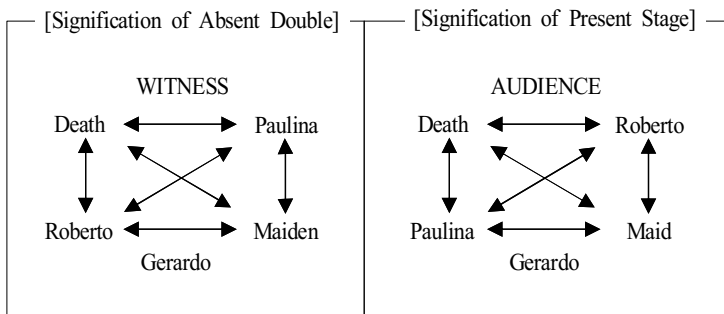 [Signification of Absent Double]
WITNESS
Death Paulina
Roberto Maiden
Gerardo
[Signification of Present Stage]
AUDIENCE
Death Roberto
Paulina Maid
Gerardo